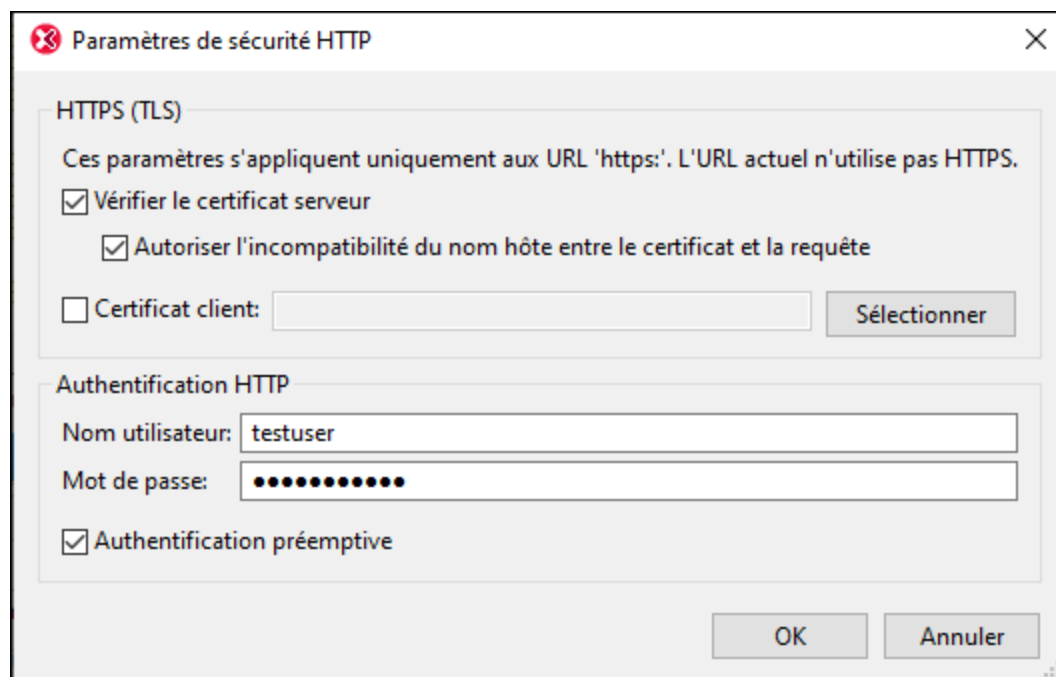 Paramètres de sécurité HTTP
HTTPS (TLS)
Ces paramètres s'appliquent uniquement aux URL 'https:'. L'URL actuel n'utilise pas HTTPS.
Vérifier le certificat serveur
Autoriser l'incompatibilité du nom hôte entre le certificat et la requête
Certificat client: Sélectionner
Authentification HTTP
Nom utilisateur: testuser
Mot de passe: ●●●●●●●●●●●
Authentification préemptive
OK Annuler